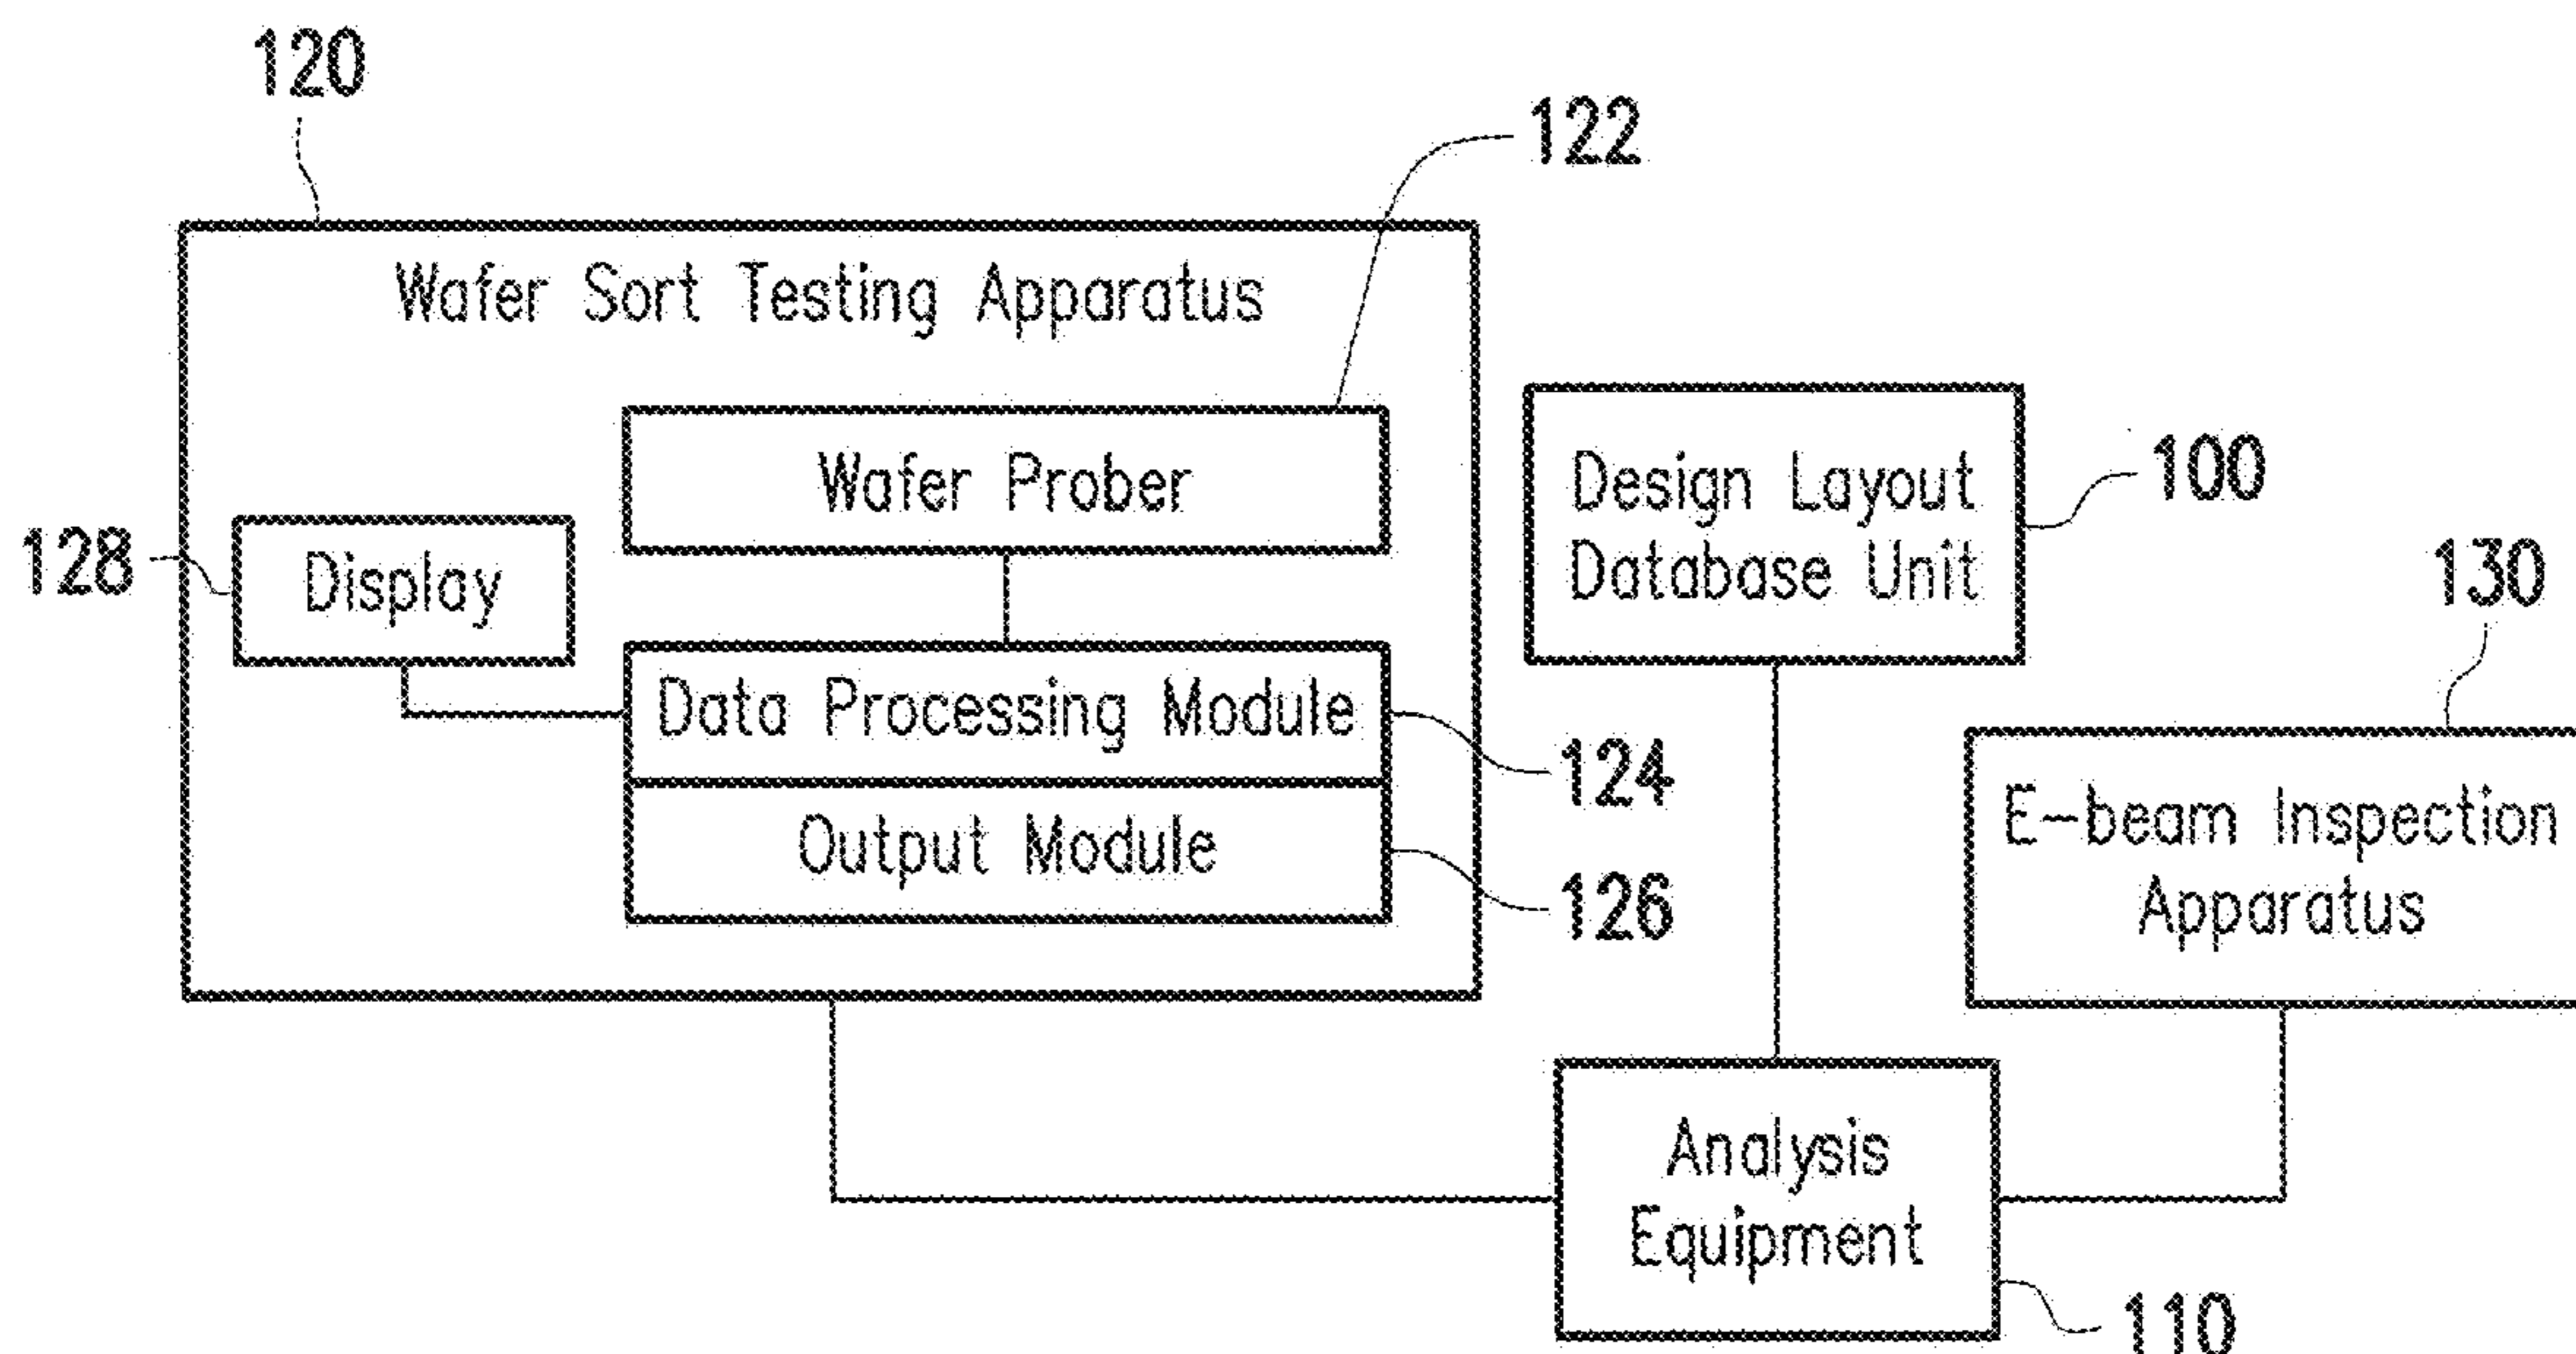 120
122
Wafer Sort Testing Apparatus
Wafer Prober
Design Layout
Database Unit
100
128
Display
130
Data Processing Module
124
Output Module
126
E-beam Inspection
Apparatus
Analysis
Equipment
110